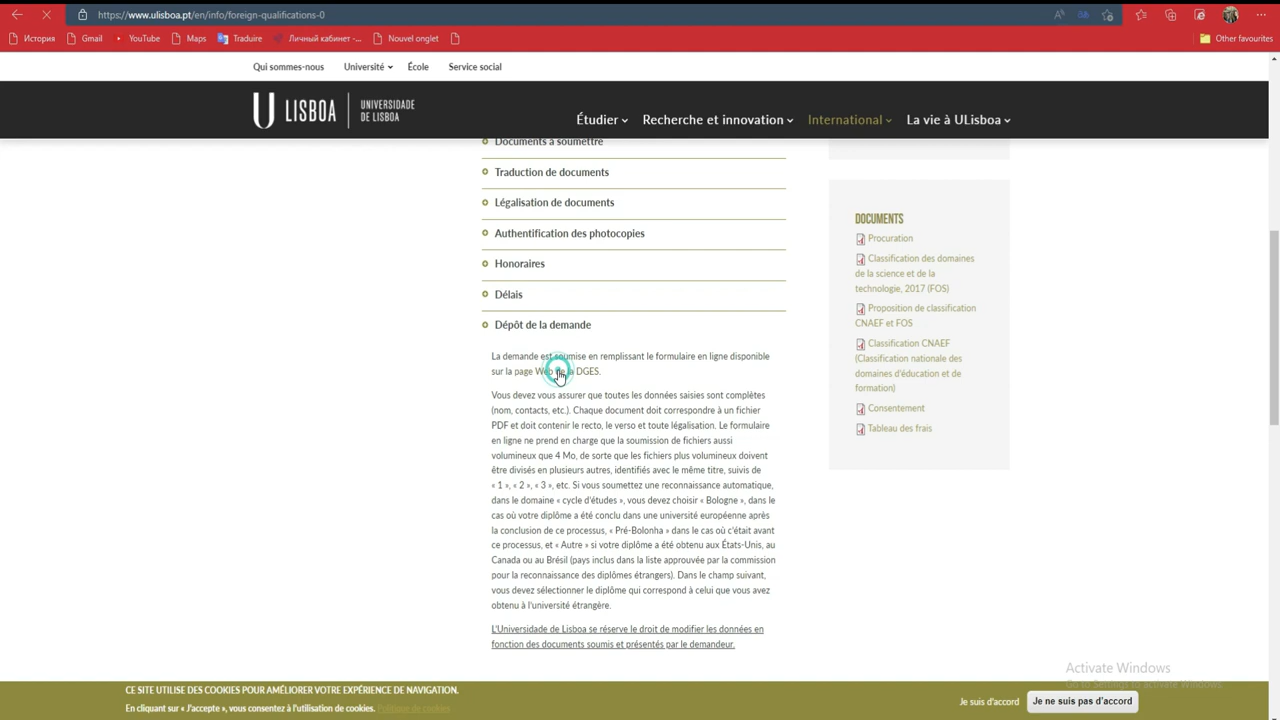 https://www.ulisboa.pt/en/info/foreign-qualifications-0
История
Gmail
YouTube
Maps
Traduire
Личный кабинет -...
Nouvel onglet
Other favourites
Qui sommes-nous
Université
École
Service social
U LISBOA | UNIVERSIDADE
DE LISBOA
Étudier
Recherche et innovation
International
La vie à ULisboa
Documents à soumettre
Traduction de documents
Légalisation de documents
Authentification des photocopies
Honoraires
Délais
Dépôt de la demande
La demande est soumise en remplissant le formulaire en ligne disponible
sur la page Web de la DGES.
Vous devez vous assurer que toutes les données saisies sont complètes
(nom, contacts, etc.). Chaque document doit correspondre à un fichier
PDF et doit contenir le recto, le verso et toute légalisation. Le formulaire
en ligne ne prend en charge que la soumission de fichiers aussi
volumineux que 4 Mo, de sorte que les fichiers plus volumineux doivent
être divisés en plusieurs autres, identifiés avec le même titre, suivis de
« 1 », « 2 », « 3 », etc. Si vous soumettez une reconnaissance automatique,
dans le domaine « cycle d'études », vous devez choisir « Bologne », dans le
cas où votre diplôme a été conclu dans une université européenne après
la conclusion de ce processus, « Pré-Bolonha » dans le cas où c'était avant
ce processus, et « Autre » si votre diplôme a été obtenu aux États-Unis, au
Canada ou au Brésil (pays inclus dans la liste approuvée par la commission
pour la reconnaissance des diplômes étrangers). Dans le champ suivant,
vous devez sélectionner le diplôme qui correspond à celui que vous avez
obtenu à l'université étrangère.
L'Universidade de Lisboa se réserve le droit de modifier les données en
fonction des documents soumis et présentés par le demandeur.
DOCUMENTS
Procuration
Classification des domaines
de la science et de la
technologie, 2017 (FOS)
Proposition de classification
CNAEF et FOS
Classification CNAEF
(Classification nationale des
domaines d'éducation et de
formation)
Consentement
Tableau des frais
Activate Windows
Go to Settings to activate Windows.
CE SITE UTILISE DES COOKIES POUR AMÉLIORER VOTRE EXPÉRIENCE DE NAVIGATION.
En cliquant sur « J'accepte », vous consentez à l'utilisation de cookies. Politique de cookies
Je suis d'accord
Je ne suis pas d'accord